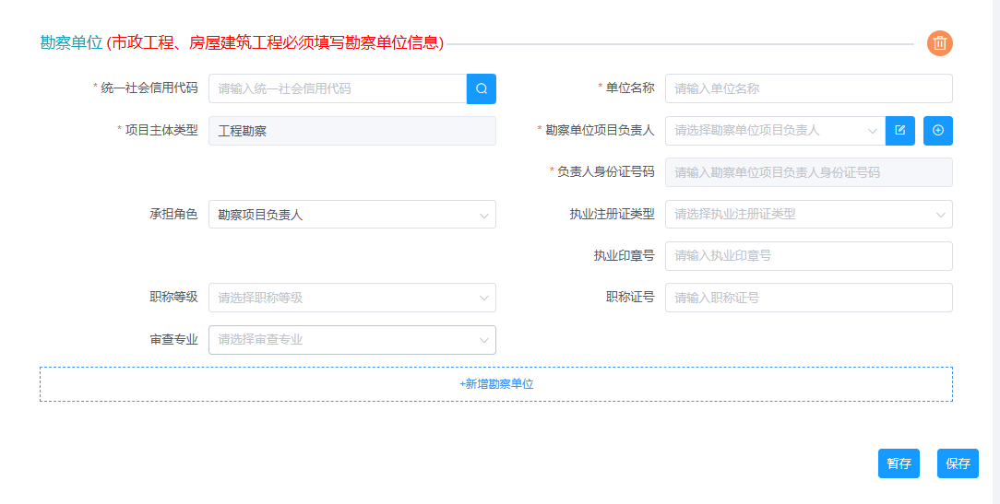 勘察单位 (市政工程、房屋建筑工程必须填写勘察单位信息)
* 统一社会信用代码 请输入统一社会信用代码
* 单位名称 请输入单位名称
* 项目主体类型 工程勘察
* 勘察单位项目负责人 请选择勘察单位项目负责人
* 负责人身份证号码 请输入勘察单位项目负责人身份证号码
承担角色 勘察项目负责人
执业注册证类型 请选择执业注册证类型
执业印章号 请输入执业印章号
职称等级 请选择职称等级
职称证号 请输入职称证号
审查专业 请选择审查专业
+新增勘察单位
暂存 保存